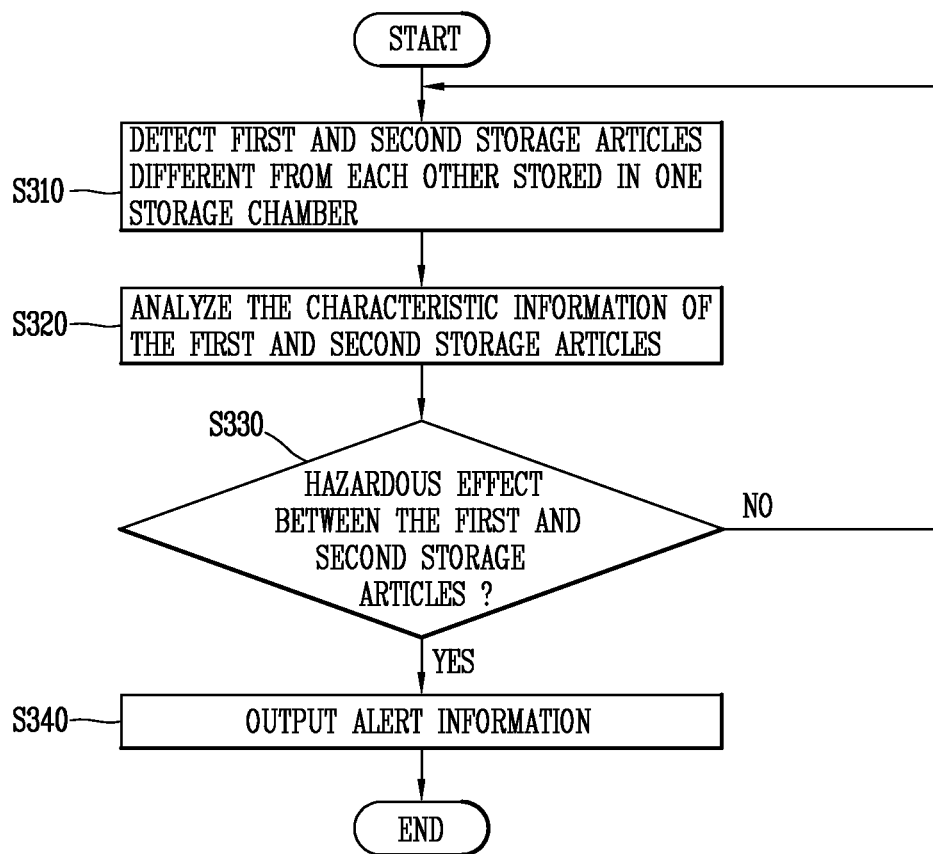 START
DETECT FIRST AND SECOND STORAGE ARTICLES
DIFFERENT FROM EACH OTHER STORED IN ONE
STORAGE CHAMBER
S310
ANALYZE THE CHARACTERISTIC INFORMATION OF
THE FIRST AND SECOND STORAGE ARTICLES
S320
S330
HAZARDOUS EFFECT
BETWEEN THE FIRST AND
SECOND STORAGE
ARTICLES ?
NO
YES
S340
OUTPUT ALERT INFORMATION
END